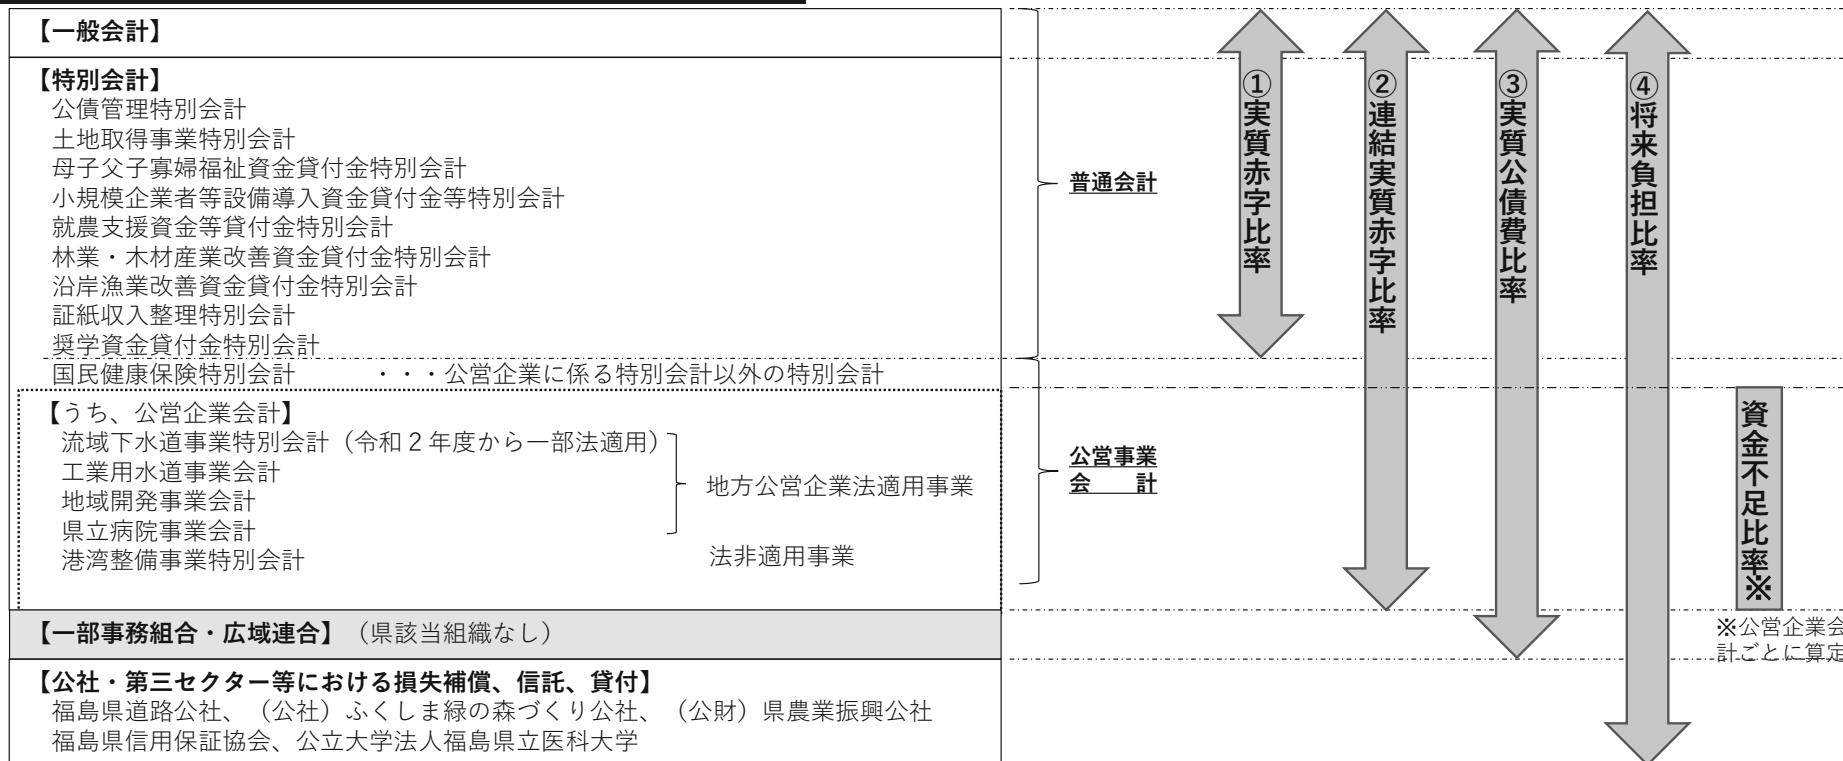 【一般会計】
【特別会計】
公債管理特別会計
土地取得事業特別会計
母子父子寡婦福祉資金貸付金特別会計
小規模企業者等設備導入資金貸付金等特別会計
就農支援資金等貸付金特別会計
林業・木材産業改善資金貸付金特別会計
沿岸漁業改善資金貸付金特別会計
証紙収入整理特別会計
奨学資金貸付金特別会計
国民健康保険特別会計　・・・公営企業に係る特別会計以外の特別会計
【うち、公営企業会計】
流域下水道事業特別会計（令和２年度から一部法適用）
工業用水道事業会計
地域開発事業会計
県立病院事業会計
港湾整備事業特別会計
地方公営企業法適用事業
法非適用事業
【一部事務組合・広域連合】（県該当組織なし）
【公社・第三セクター等における損失補償、信託、貸付】
福島県道路公社、（公社）ふくしま緑の森づくり公社、（公財）県農業振興公社
福島県信用保証協会、公立大学法人福島県立医科大学
普通会計
公営事業
会　計
①実質赤字比率
②連結実質赤字比率
③実質公債費比率
④将来負担比率
資金不足比率※
※公営企業会
計ごとに算定